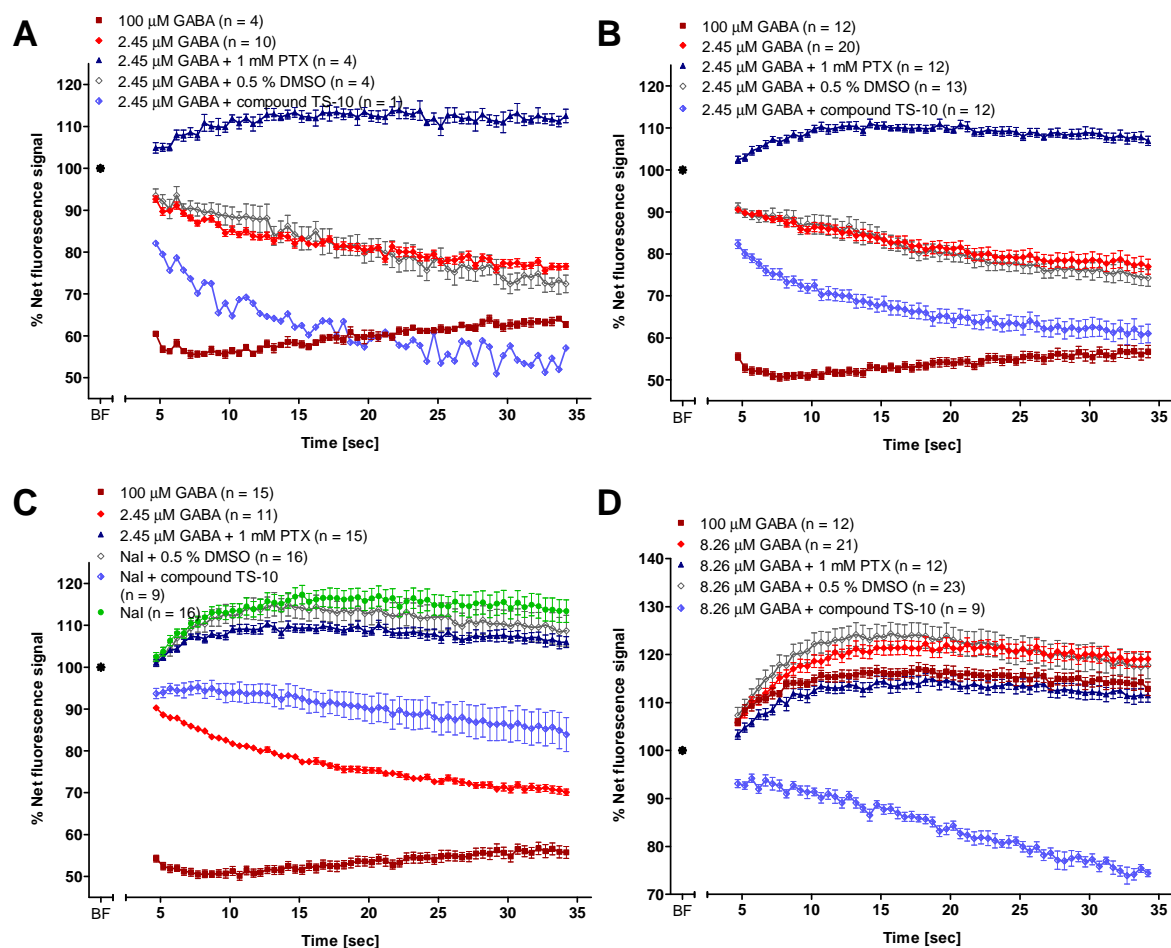 A
100 μM GABA (n = 4)
2.45 μM GABA (n = 10)
2.45 μM GABA + 1 mM PTX (n = 4)
2.45 μM GABA + 0.5 % DMSO (n = 4)
2.45 μM GABA + compound TS-10 (n = 1)
120
110
100
90
80
70
60
50
% Net fluorescence signal
BF
5
10
15
20
25
30
35
Time [sec]
B
100 μM GABA (n = 12)
2.45 μM GABA (n = 20)
2.45 μM GABA + 1 mM PTX (n = 12)
2.45 μM GABA + 0.5 % DMSO (n = 13)
2.45 μM GABA + compound TS-10 (n = 12)
120
110
100
90
80
70
60
50
% Net fluorescence signal
BF
5
10
15
20
25
30
35
Time [sec]
C
100 μM GABA (n = 15)
2.45 μM GABA (n = 11)
2.45 μM GABA + 1 mM PTX (n = 15)
NaI + 0.5 % DMSO (n = 16)
NaI + compound TS-10
(n = 9)
NaI (n = 16)
120
110
100
90
80
70
60
50
% Net fluorescence signal
BF
5
10
15
20
25
30
35
Time [sec]
D
100 μM GABA (n = 12)
8.26 μM GABA (n = 21)
8.26 μM GABA + 1 mM PTX (n = 12)
8.26 μM GABA + 0.5 % DMSO (n = 23)
8.26 μM GABA + compound TS-10 (n = 9)
140
130
120
110
100
90
80
70
% Net fluorescence signal
BF
5
10
15
20
25
30
35
Time [sec]